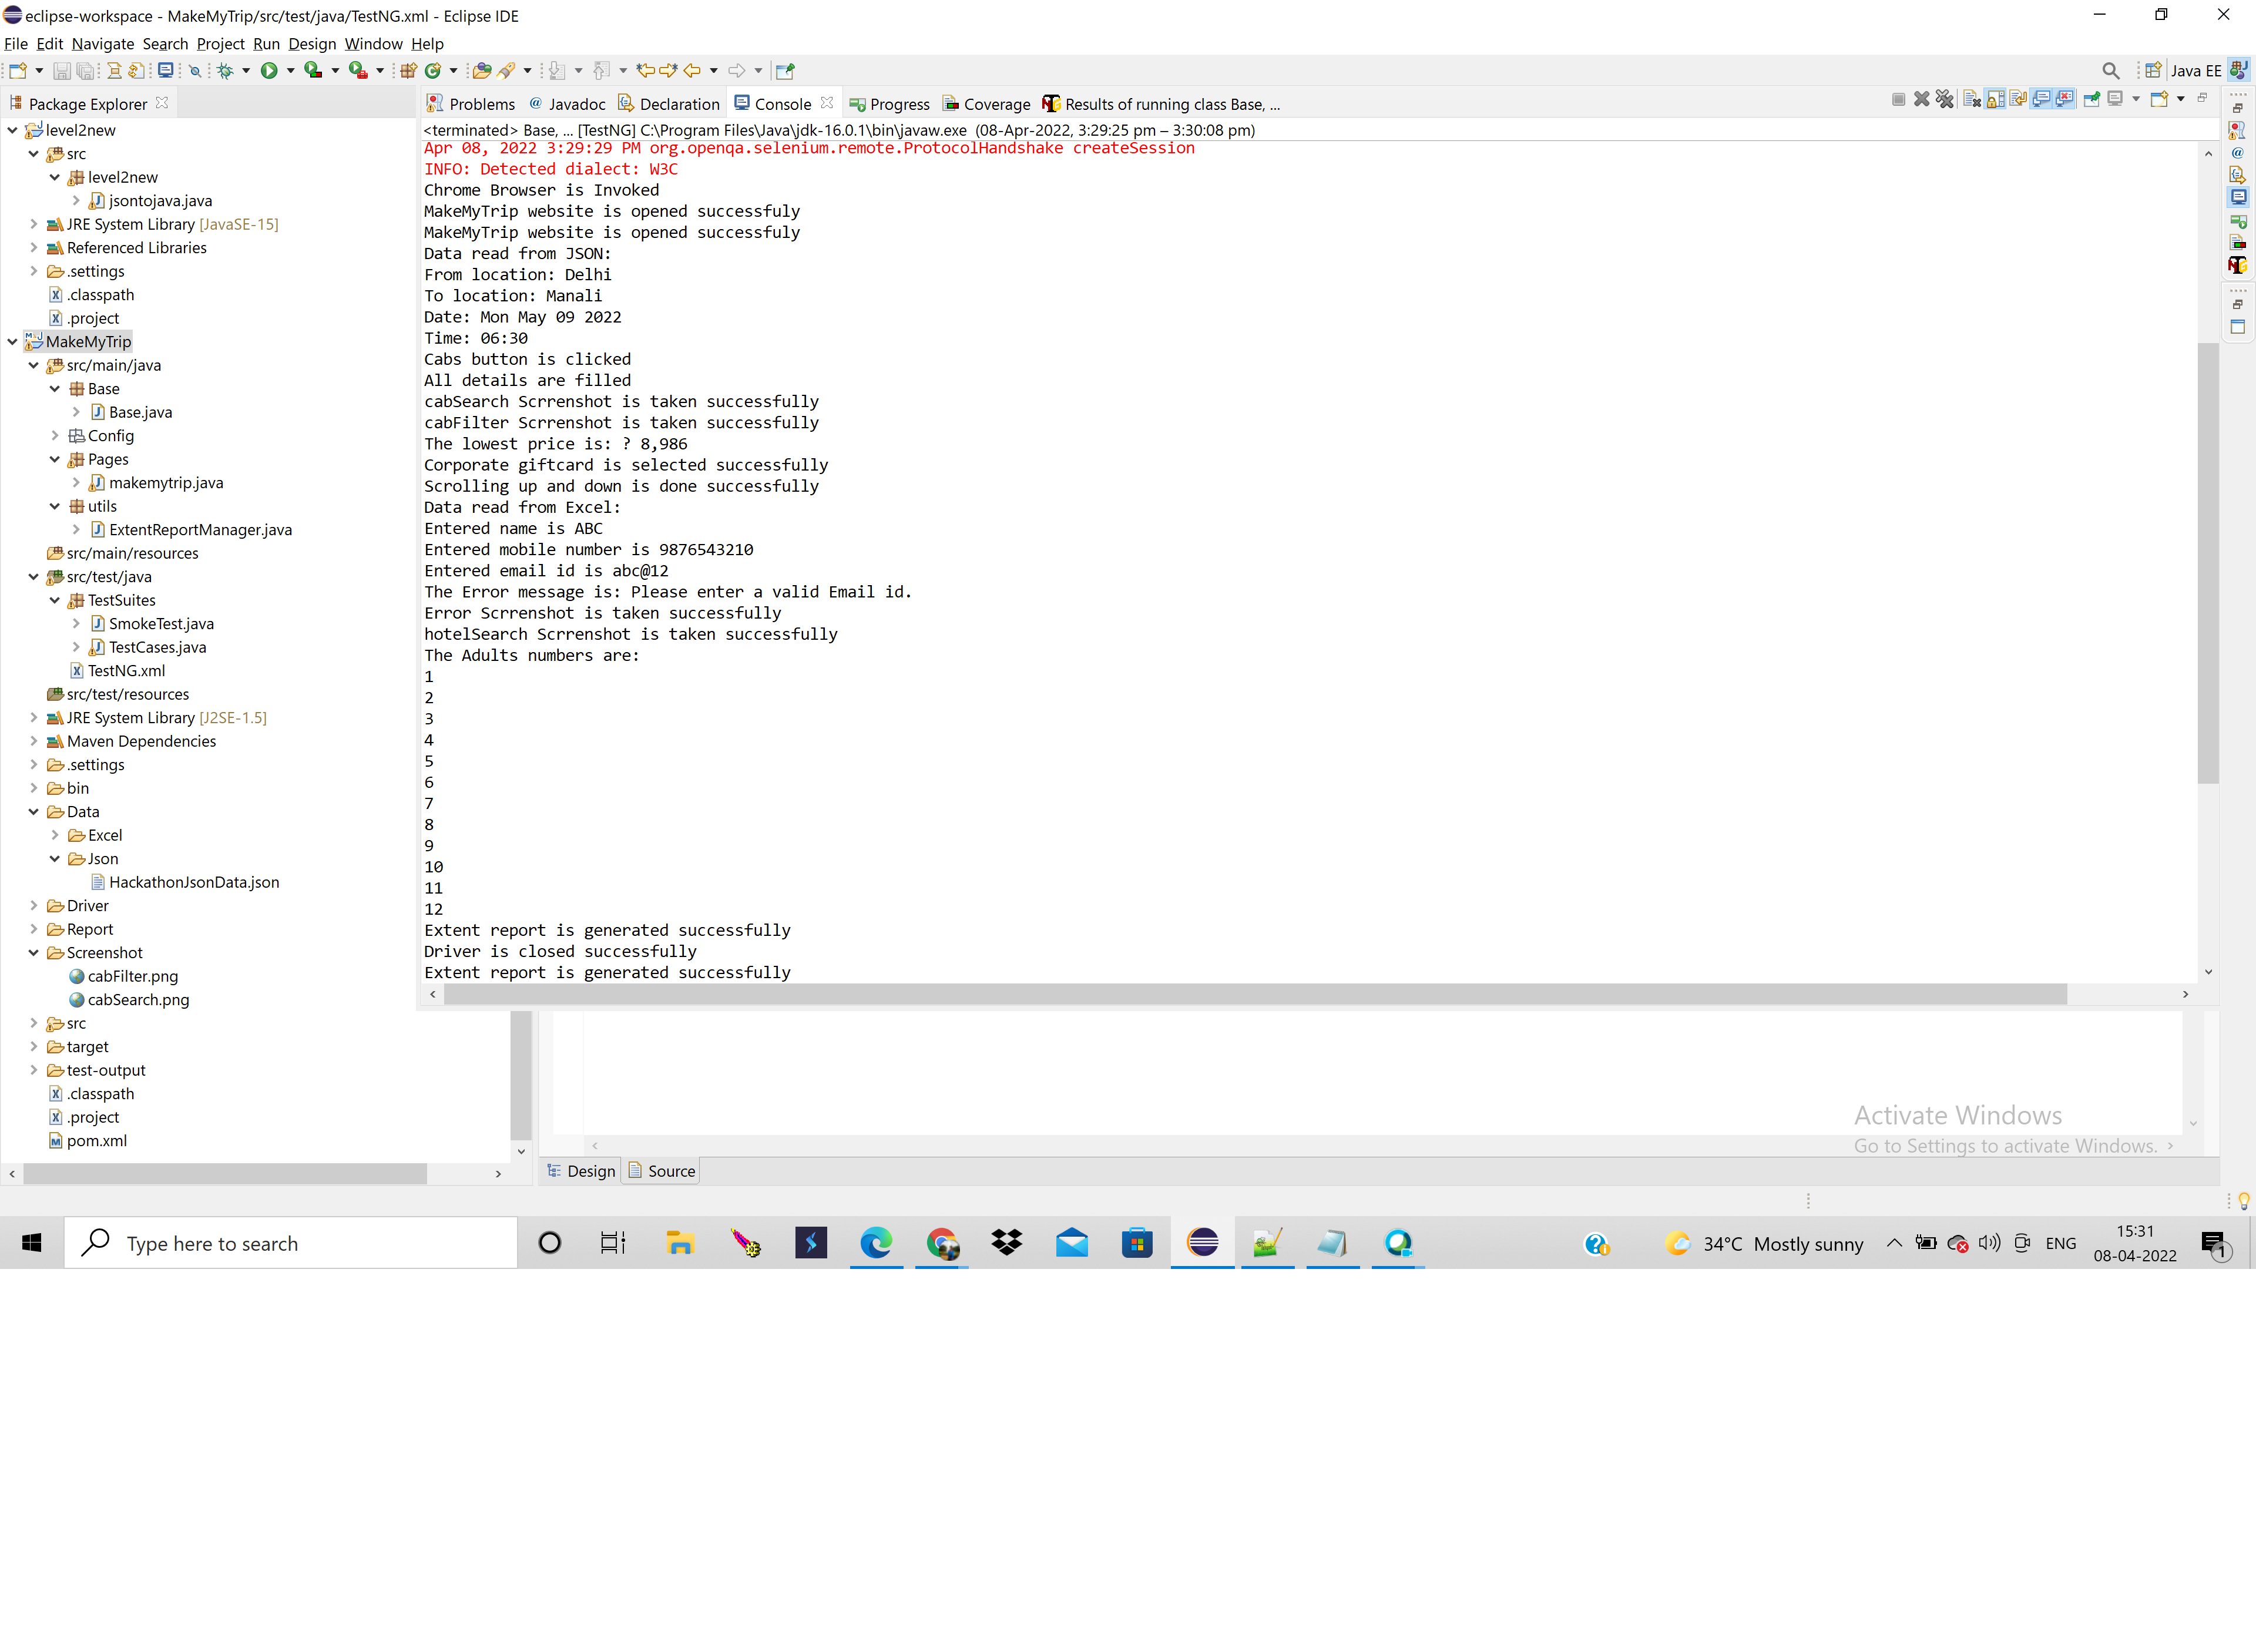 eclipse-workspace - MakeMyTrip/src/test/java/TestNG.xml - Eclipse IDE
File Edit Navigate Search Project Run Design Window Help
Java EE
Package Explorer
level2new
src
level2new
jsontojava.java
JRE System Library [JavaSE-15]
Referenced Libraries
.settings
.classpath
.project
MakeMyTrip
src/main/java
Base
Base.java
Config
Pages
makemytrip.java
utils
ExtentReportManager.java
src/main/resources
src/test/java
TestSuites
SmokeTest.java
TestCases.java
TestNG.xml
src/test/resources
JRE System Library [J2SE-1.5]
Maven Dependencies
.settings
bin
Data
Excel
Json
HackathonJsonData.json
Driver
Report
Screenshot
cabFilter.png
cabSearch.png
src
target
test-output
.classpath
.project
pom.xml
Problems @ Javadoc Declaration Console Progress Coverage Results of running class Base, ...
<terminated> Base, ... [TestNG] C:\Program Files\Java\jdk-16.0.1\bin\javaw.exe (08-Apr-2022, 3:29:25 pm – 3:30:08 pm)
Apr 08, 2022 3:29:29 PM org.openqa.selenium.remote.ProtocolHandshake createSession
INFO: Detected dialect: W3C
Chrome Browser is Invoked
MakeMyTrip website is opened successfuly
MakeMyTrip website is opened successfuly
Data read from JSON:
From location: Delhi
To location: Manali
Date: Mon May 09 2022
Time: 06:30
Cabs button is clicked
All details are filled
cabSearch Scrrenshot is taken successfully
cabFilter Scrrenshot is taken successfully
The lowest price is: ? 8,986
Corporate giftcard is selected successfully
Scrolling up and down is done successfully
Data read from Excel:
Entered name is ABC
Entered mobile number is 9876543210
Entered email id is abc@12
The Error message is: Please enter a valid Email id.
Error Scrrenshot is taken successfully
hotelSearch Scrrenshot is taken successfully
The Adults numbers are:
1
2
3
4
5
6
7
8
9
10
11
12
Extent report is generated successfully
Driver is closed successfully
Extent report is generated successfully
Activate Windows
Go to Settings to activate Windows.
Design Source
Type here to search
34°C Mostly sunny
ENG
15:31
08-04-2022
1